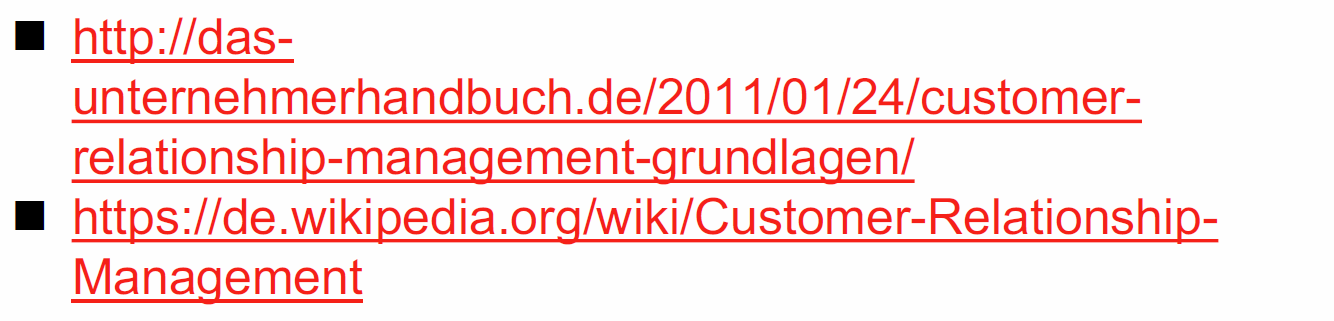 ■ http://das-
unternehmerhandbuch.de/2011/01/24/customer-
relationship-management-grundlagen/
■ https://de.wikipedia.org/wiki/Customer-Relationship-
Management